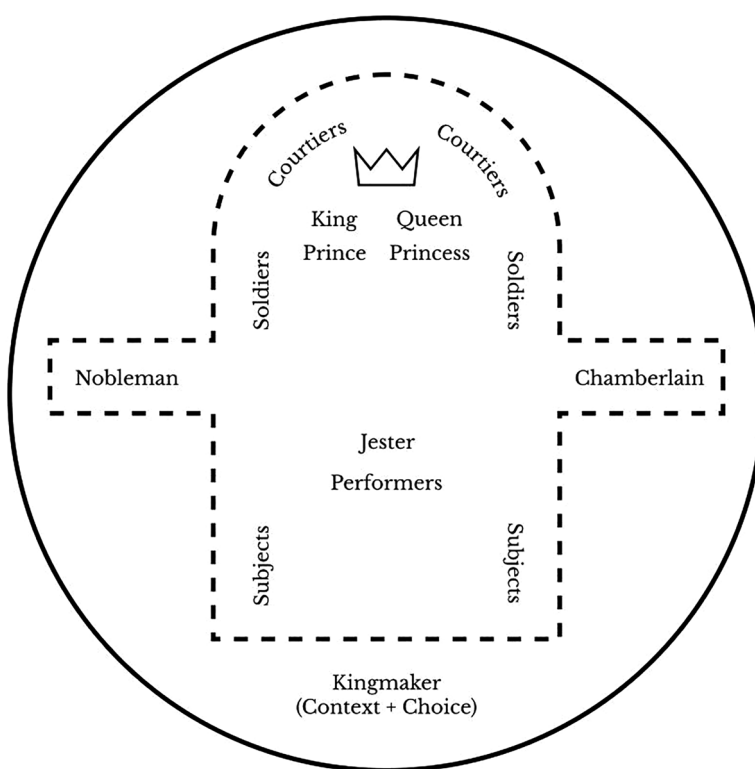 Courtiers
Courtiers
King
Queen
Prince
Princess
Soldiers
Soldiers
Nobleman
Chamberlain
Jester
Performers
Subjects
Subjects
Kingmaker
(Context + Choice)